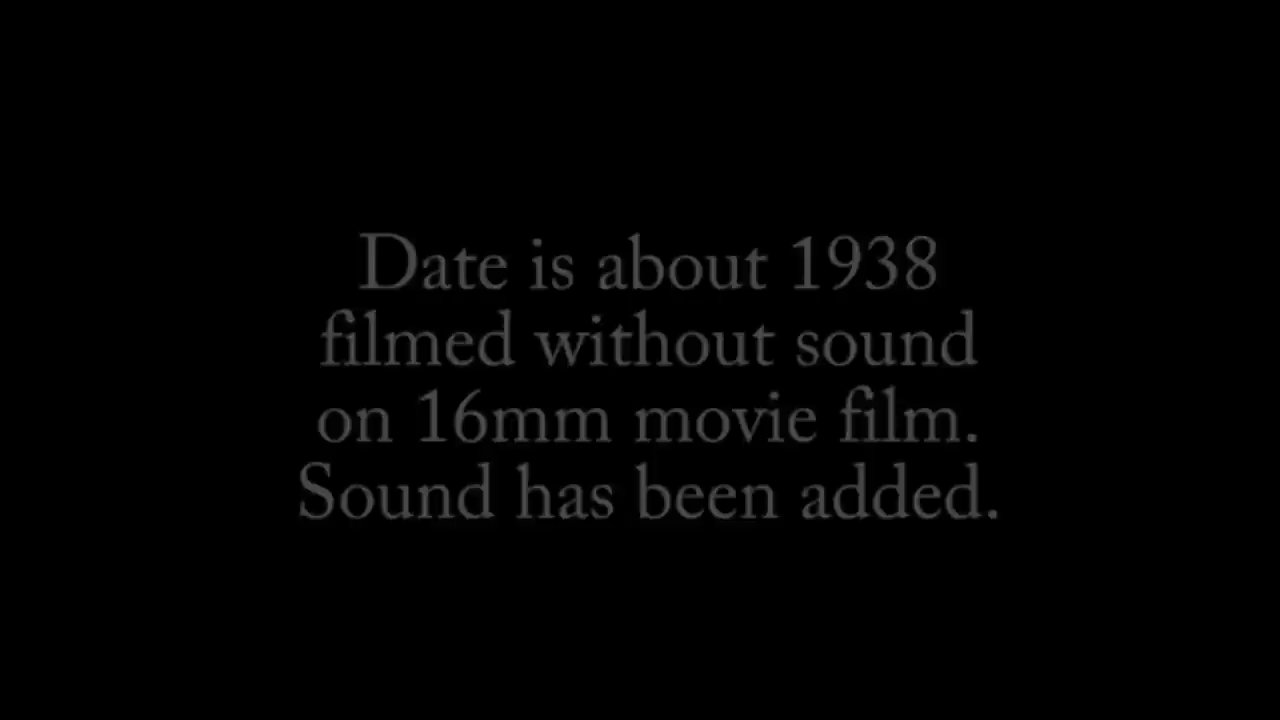 Date is about 1938
filmed without sound
on 16mm movie film.
Sound has been added.